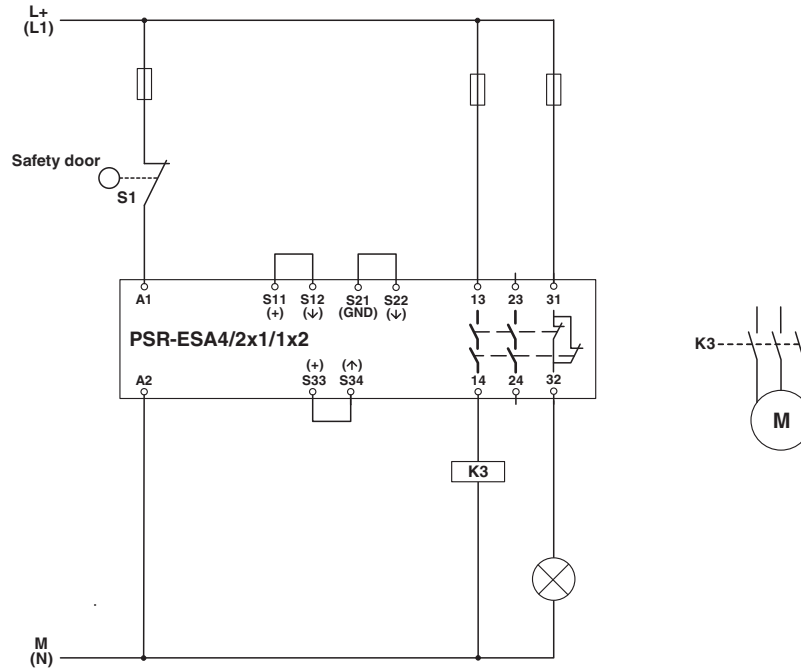 L+
(L1)
Safety door
S1
A1 S11 S12 S21 S22 13 23 31
(+) (↓) (GND) (↓)
PSR-ESA4/2x1/1x2
K3
(+) (↑)
A2 S33 S34 14 24 32
M
K3
M
(N)